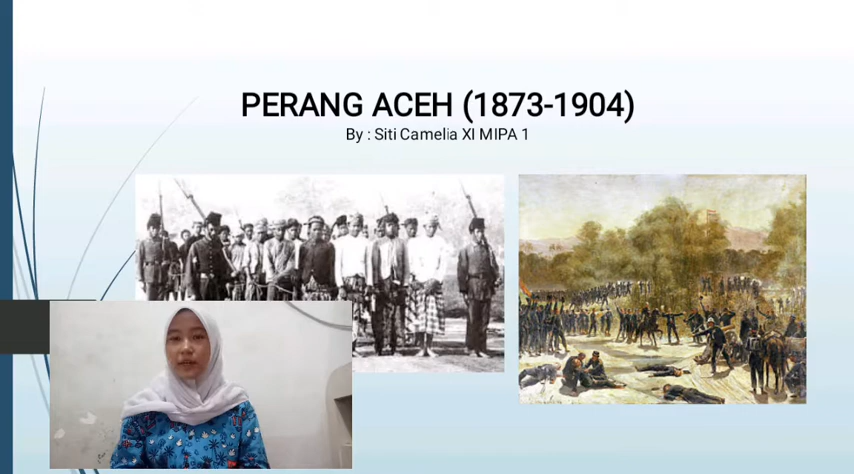 PERANG ACEH (1873-1904)
By : Siti Camelia XI MIPA 1